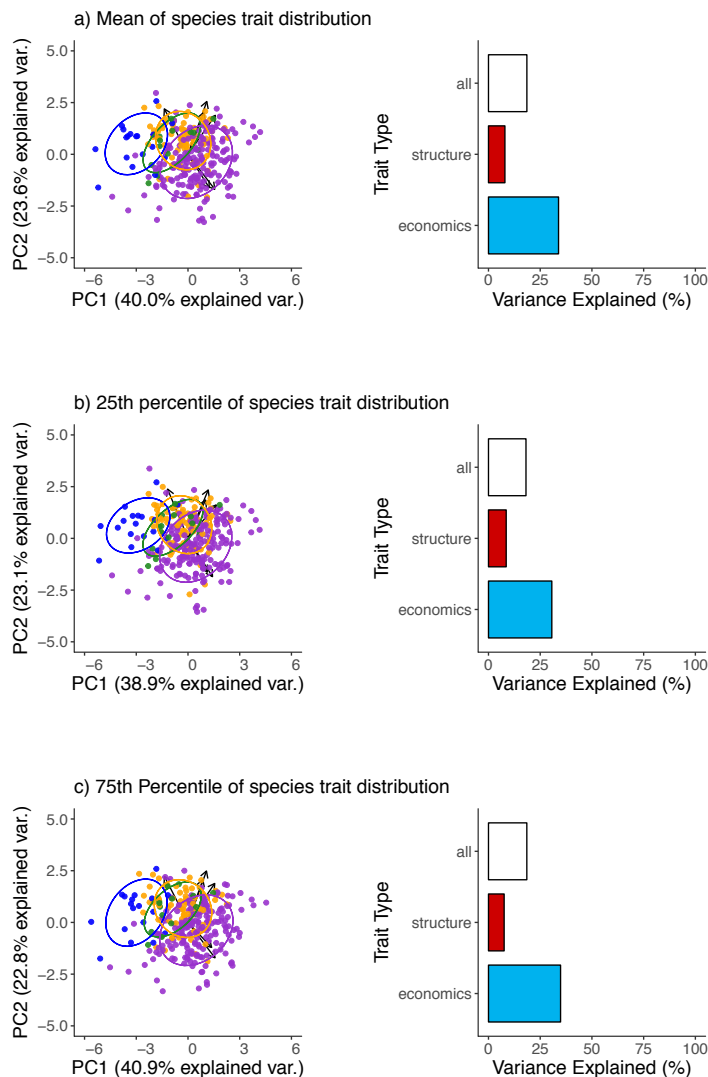 a) Mean of species trait distribution
5.0
2.5
0.0
−2.5
−5.0
PC2 (23.6% explained var.)
−6 −3 0 3 6
PC1 (40.0% explained var.)
Trait Type
all
structure
economics
0 25 50 75 100
Variance Explained (%)
b) 25th percentile of species trait distribution
5.0
2.5
0.0
−2.5
−5.0
PC2 (23.1% explained var.)
−6 −3 0 3 6
PC1 (38.9% explained var.)
Trait Type
all
structure
economics
0 25 50 75 100
Variance Explained (%)
c) 75th Percentile of species trait distribution
5.0
2.5
0.0
−2.5
−5.0
PC2 (22.8% explained var.)
−6 −3 0 3 6
PC1 (40.9% explained var.)
Trait Type
all
structure
economics
0 25 50 75 100
Variance Explained (%)